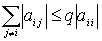 ∑_{j≠i} |a_{ij}| ≤ q|a_{ii}|